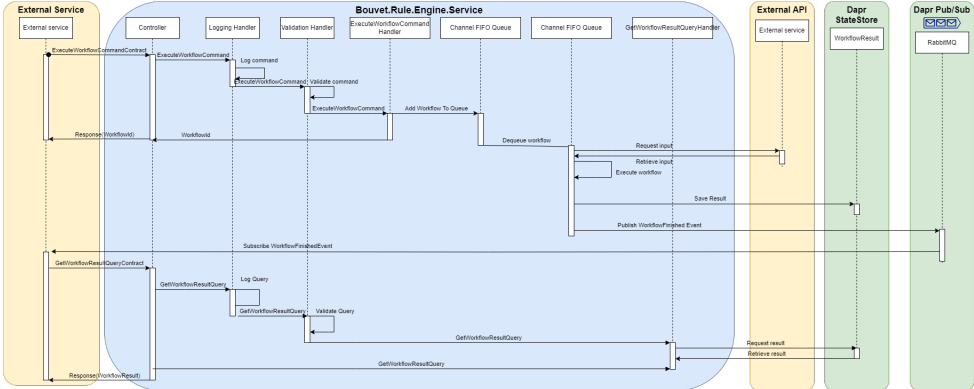 External Service
Bouvet.Rule.Engine.Service
External API
Dapr
StateStore
Dapr Pub/Sub
External service
Controller
Logging Handler
Validation Handler
ExecuteWorkflowCommand
Handler
Channel FIFO Queue
Channel FIFO Queue
GetWorkflowResultQueryHandler
External service
WorkflowResult
RabbitMQ
ExecuteWorkflowCommandContract
ExecuteWorkflowCommand
Log command
ExecuteWorkflowCommand
Validate command
ExecuteWorkflowCommand
Add Workflow To Queue
Response(WorkflowId)
WorkflowId
Dequeue workflow
Request input
Retrieve input
Execute workflow
Save Result
Publish WorkflowFinished Event
Subscribe WorkflowFinishedEvent
GetWorkflowResultQueryContract
Log Query
GetWorkflowResultQuery
GetWorkflowResultQuery
Validate Query
GetWorkflowResultQuery
Request result
Retrieve result
GetWorkflowResultQuery
Response(WorkflowResult)